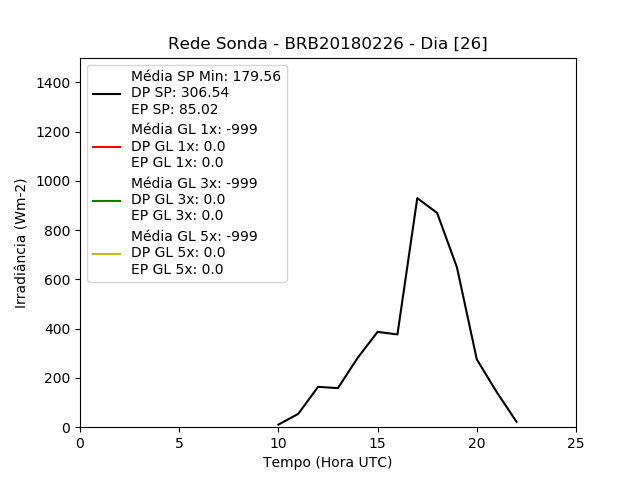 Rede Sonda - BRB20180226 - Dia [26]
Média SP Min: 179.56
DP SP: 306.54
EP SP: 85.02
Média GL 1x: -999
DP GL 1x: 0.0
EP GL 1x: 0.0
Média GL 3x: -999
DP GL 3x: 0.0
EP GL 3x: 0.0
Média GL 5x: -999
DP GL 5x: 0.0
EP GL 5x: 0.0
Irradiância (Wm-2)
1400
1200
1000
800
600
400
200
0
0 5 10 15 20 25
Tempo (Hora UTC)